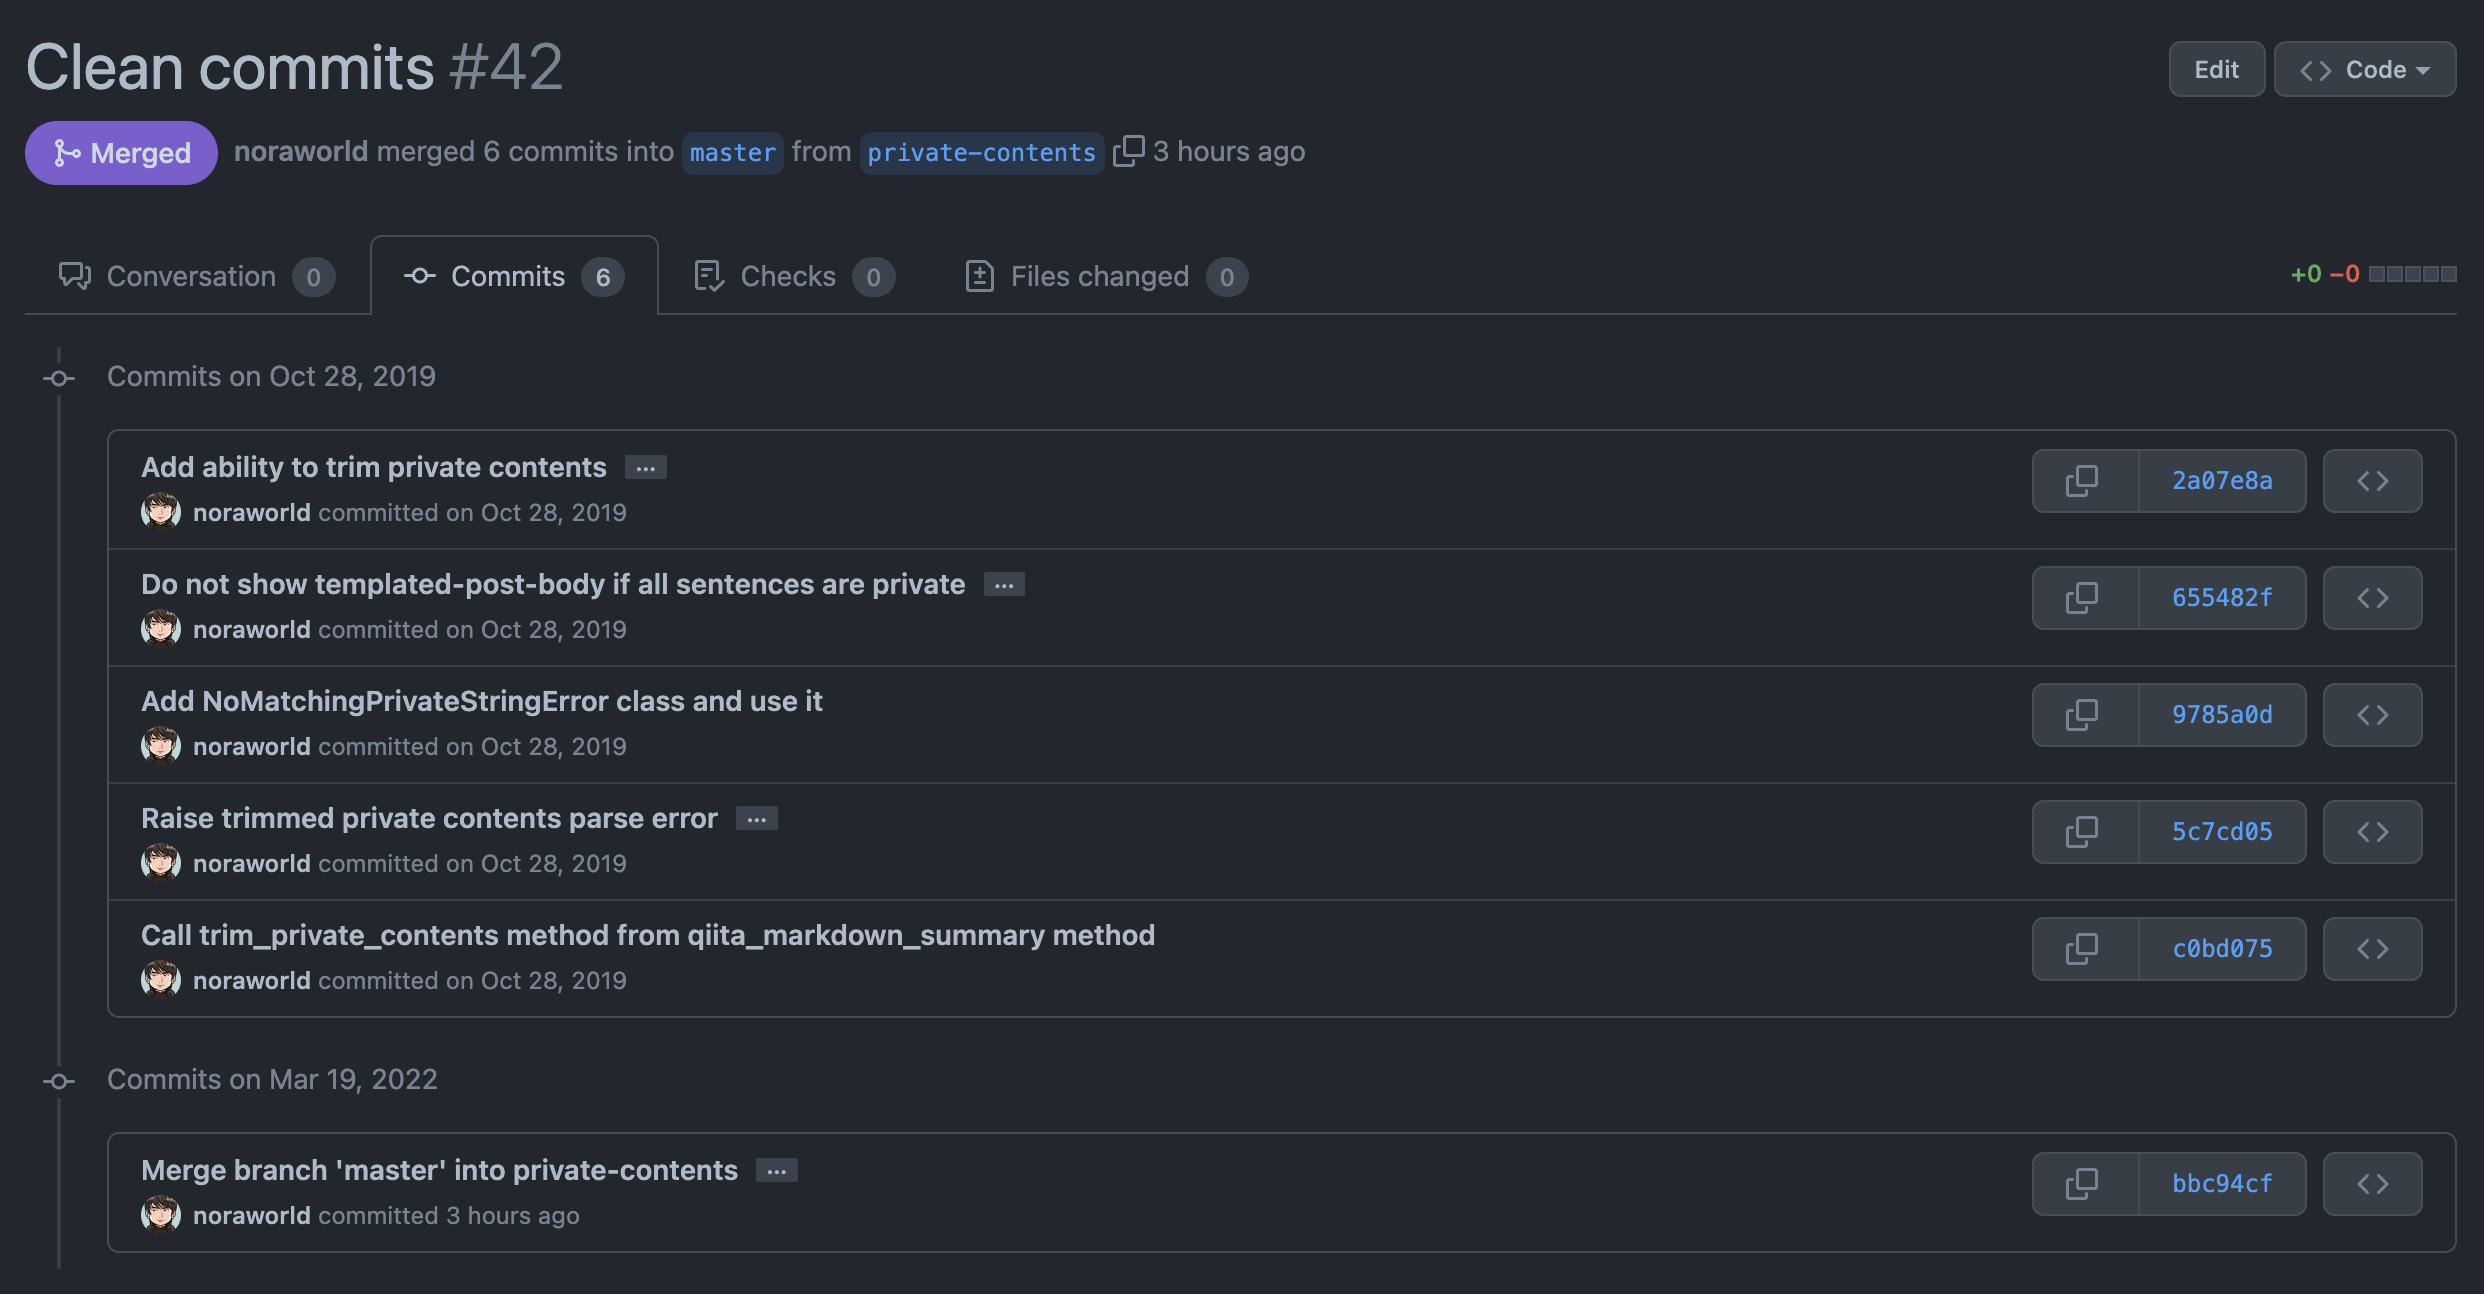 Clean commits #42
Edit
Code
Merged
noraworld merged 6 commits into master from private-contents 3 hours ago
Conversation 0
Commits 6
Checks 0
Files changed 0
+0 −0
Commits on Oct 28, 2019
Add ability to trim private contents …
noraworld committed on Oct 28, 2019
2a07e8a
Do not show templated-post-body if all sentences are private …
noraworld committed on Oct 28, 2019
655482f
Add NoMatchingPrivateStringError class and use it
noraworld committed on Oct 28, 2019
9785a0d
Raise trimmed private contents parse error …
noraworld committed on Oct 28, 2019
5c7cd05
Call trim_private_contents method from qiita_markdown_summary method
noraworld committed on Oct 28, 2019
c0bd075
Commits on Mar 19, 2022
Merge branch 'master' into private-contents …
noraworld committed 3 hours ago
bbc94cf